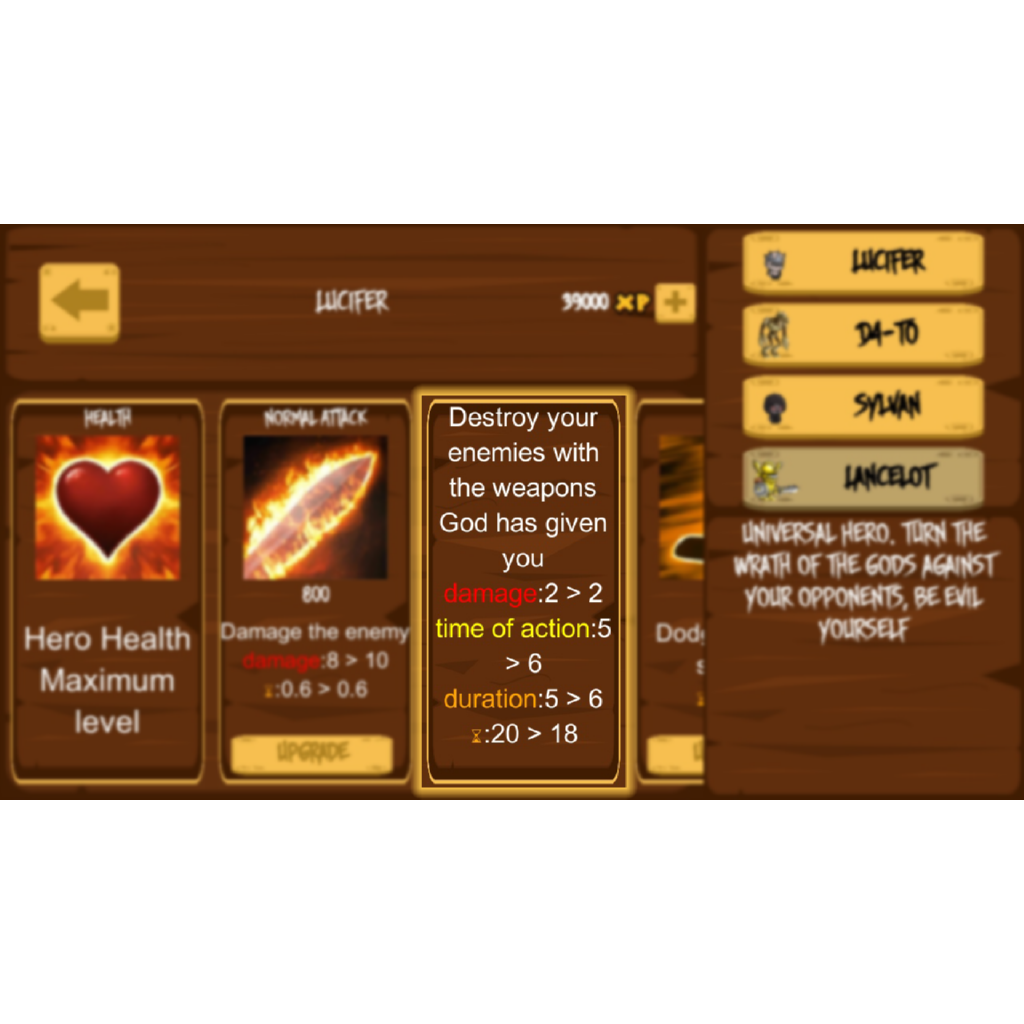 LUCIFER
39000 XP
HEALTH
Hero Health
Maximum
level
NORMAL ATTACK
800
Damage the enemy
damage:8 > 10
:0.6 > 0.6
UPGRADE
Destroy your
enemies with
the weapons
God has given
you
damage:2 > 2
time of action:5
> 6
duration:5 > 6
:20 > 18
LUCIFER
DA-TO
SYLVAN
LANCELOT
UNIVERSAL HERO. TURN THE
WRATH OF THE GODS AGAINST
YOUR OPPONENTS, BE EVIL
YOURSELF